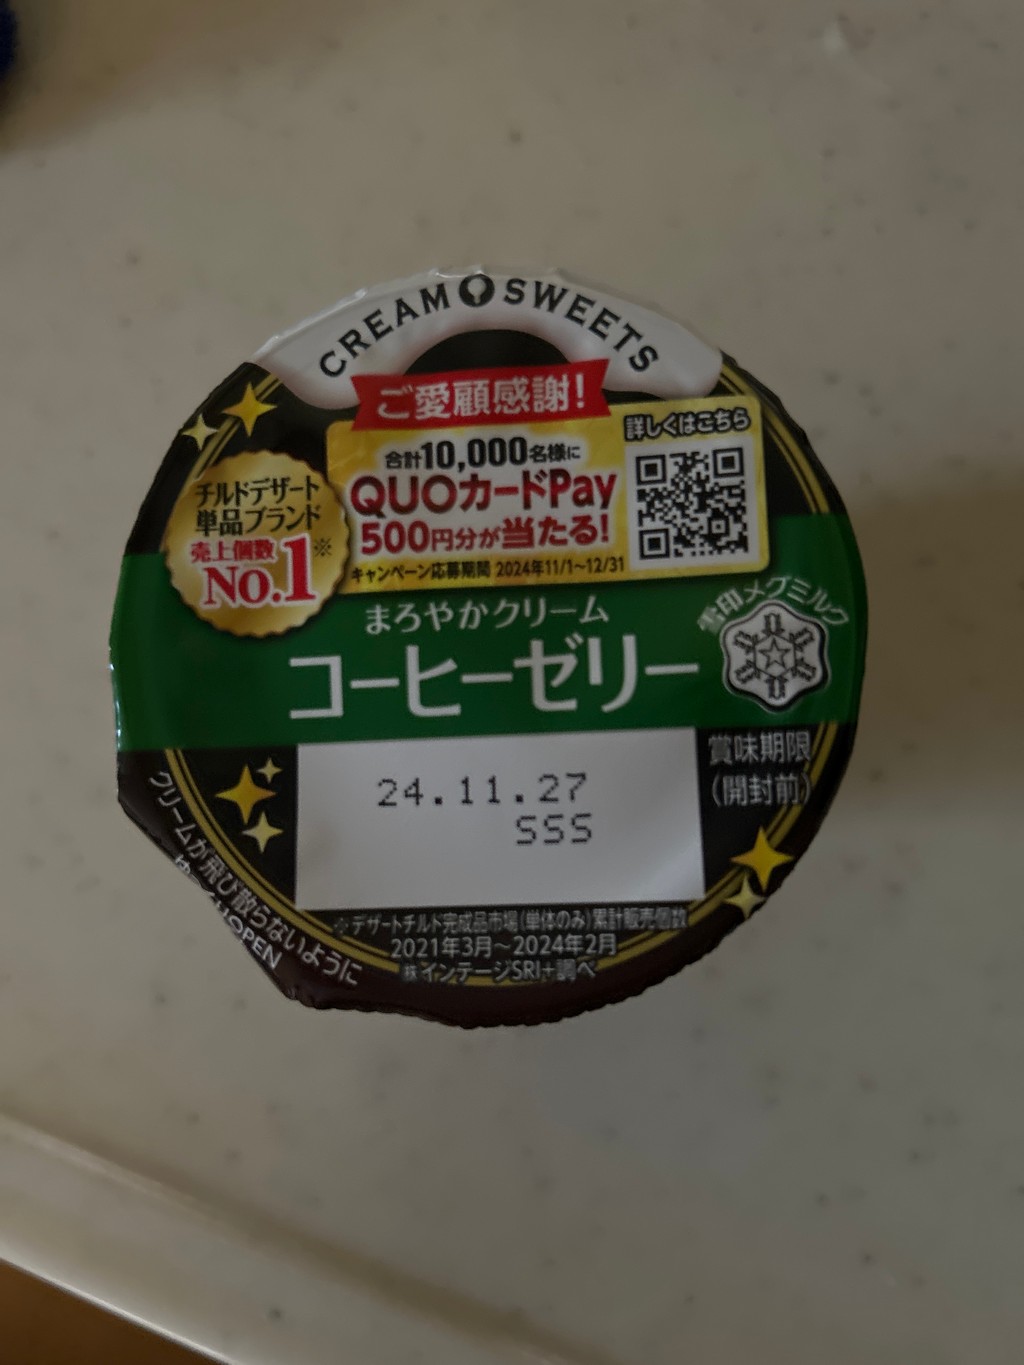 CREAM SWEETS
ご愛顧感謝!
合計10,000名様に
QUOカードPay
500円分が当たる!
キャンペーン応募期間 2024年11/1~12/31
詳しくはこちら
チルドデザート
単品ブランド
売上個数※
No.1
まろやかクリーム
コーヒーゼリー
雪印メグミルク
賞味期限
(開封前)
24.11.27
SSS
※デザートチルド完成品市場(単体のみ)累計販売個数
2021年3月~2024年2月
㈱インテージSRI+調べ
クリームが飛び散らないように
OPEN